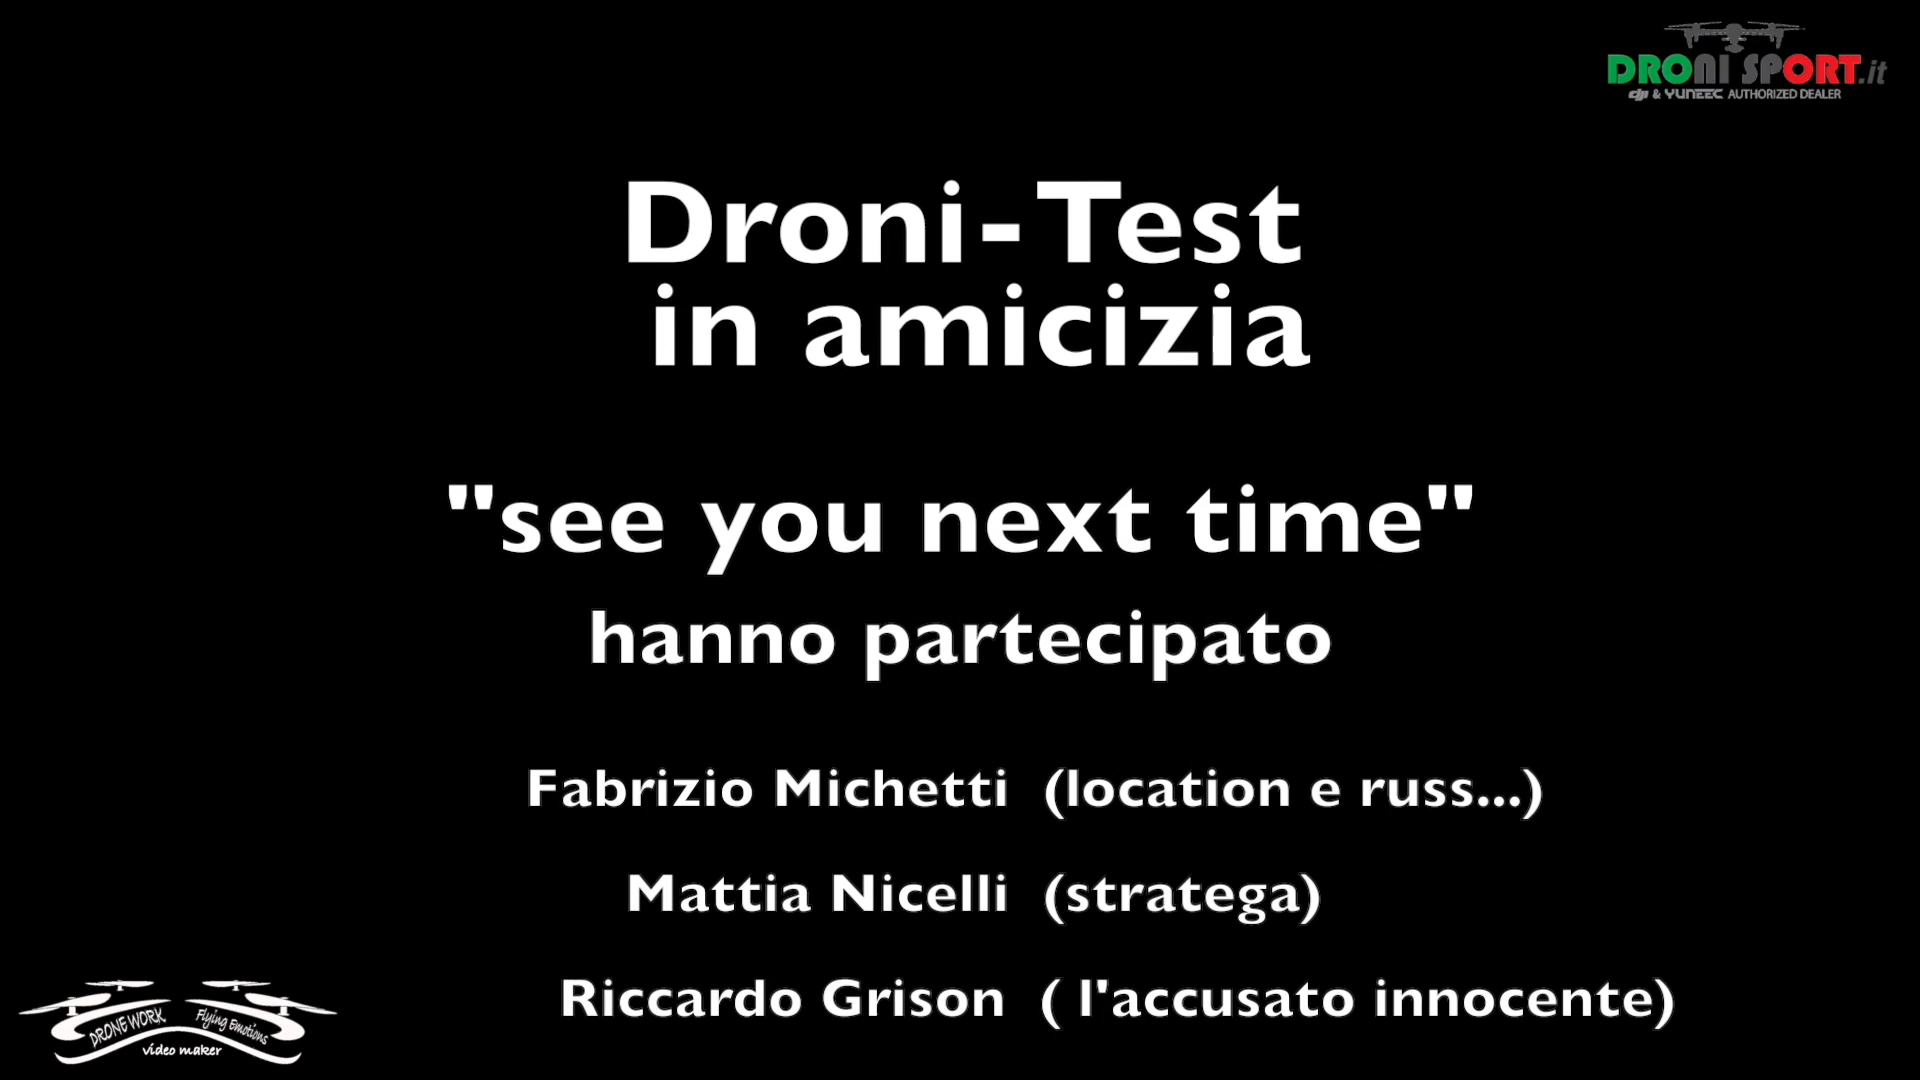 DRONI SPORT.it
dji & YUNEEC AUTHORIZED DEALER
Droni-Test
in amicizia
"see you next time"
hanno partecipato
Fabrizio Michetti (location e russ...)
Mattia Nicelli (stratega)
Riccardo Grison ( l'accusato innocente)
DRONE WORK Flying Emotions
video maker